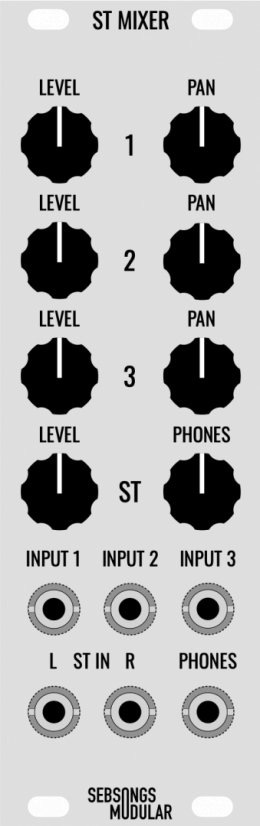 ST MIXER
LEVEL PAN
1
LEVEL PAN
2
LEVEL PAN
3
LEVEL PHONES
ST
INPUT 1 INPUT 2 INPUT 3
L ST IN R PHONES
SEBSONGS
MODULAR